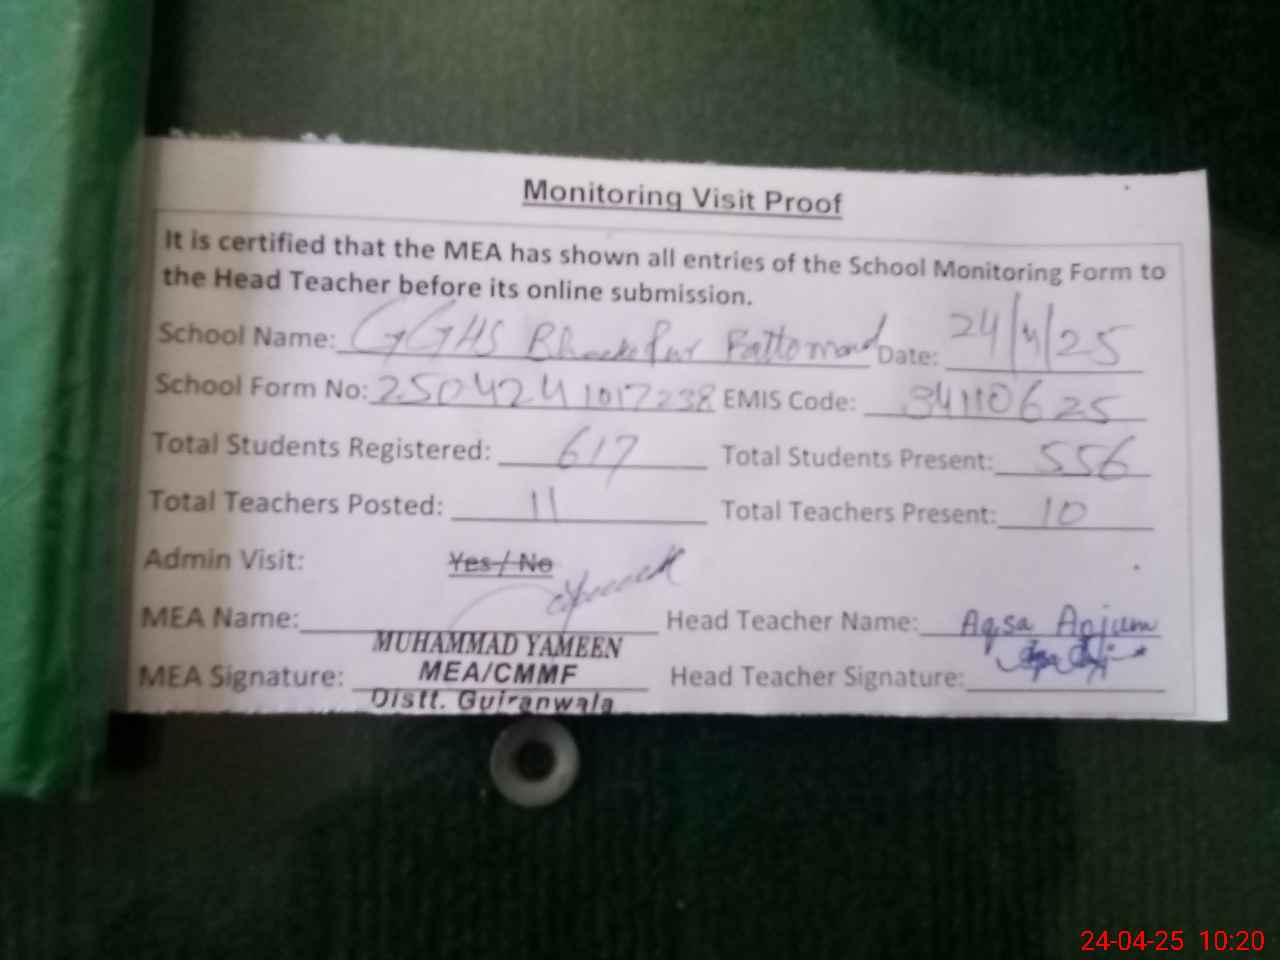 Monitoring Visit Proof
It is certified that the MEA has shown all entries of the School Monitoring Form to
the Head Teacher before its online submission.
School Name: GGHS Date: 24/4/25
School Form No: 2504241017238 EMIS Code: 34110625
Total Students Registered: 617 Total Students Present: 556
Total Teachers Posted: 11 Total Teachers Present: 10
Admin Visit: Yes / No
MEA Name: Head Teacher Name: Aqsa Anjum
MUHAMMAD YAMEEN
MEA Signature: MEA/CMMF Head Teacher Signature:
Distt. Gujranwala
24-04-25 10:20